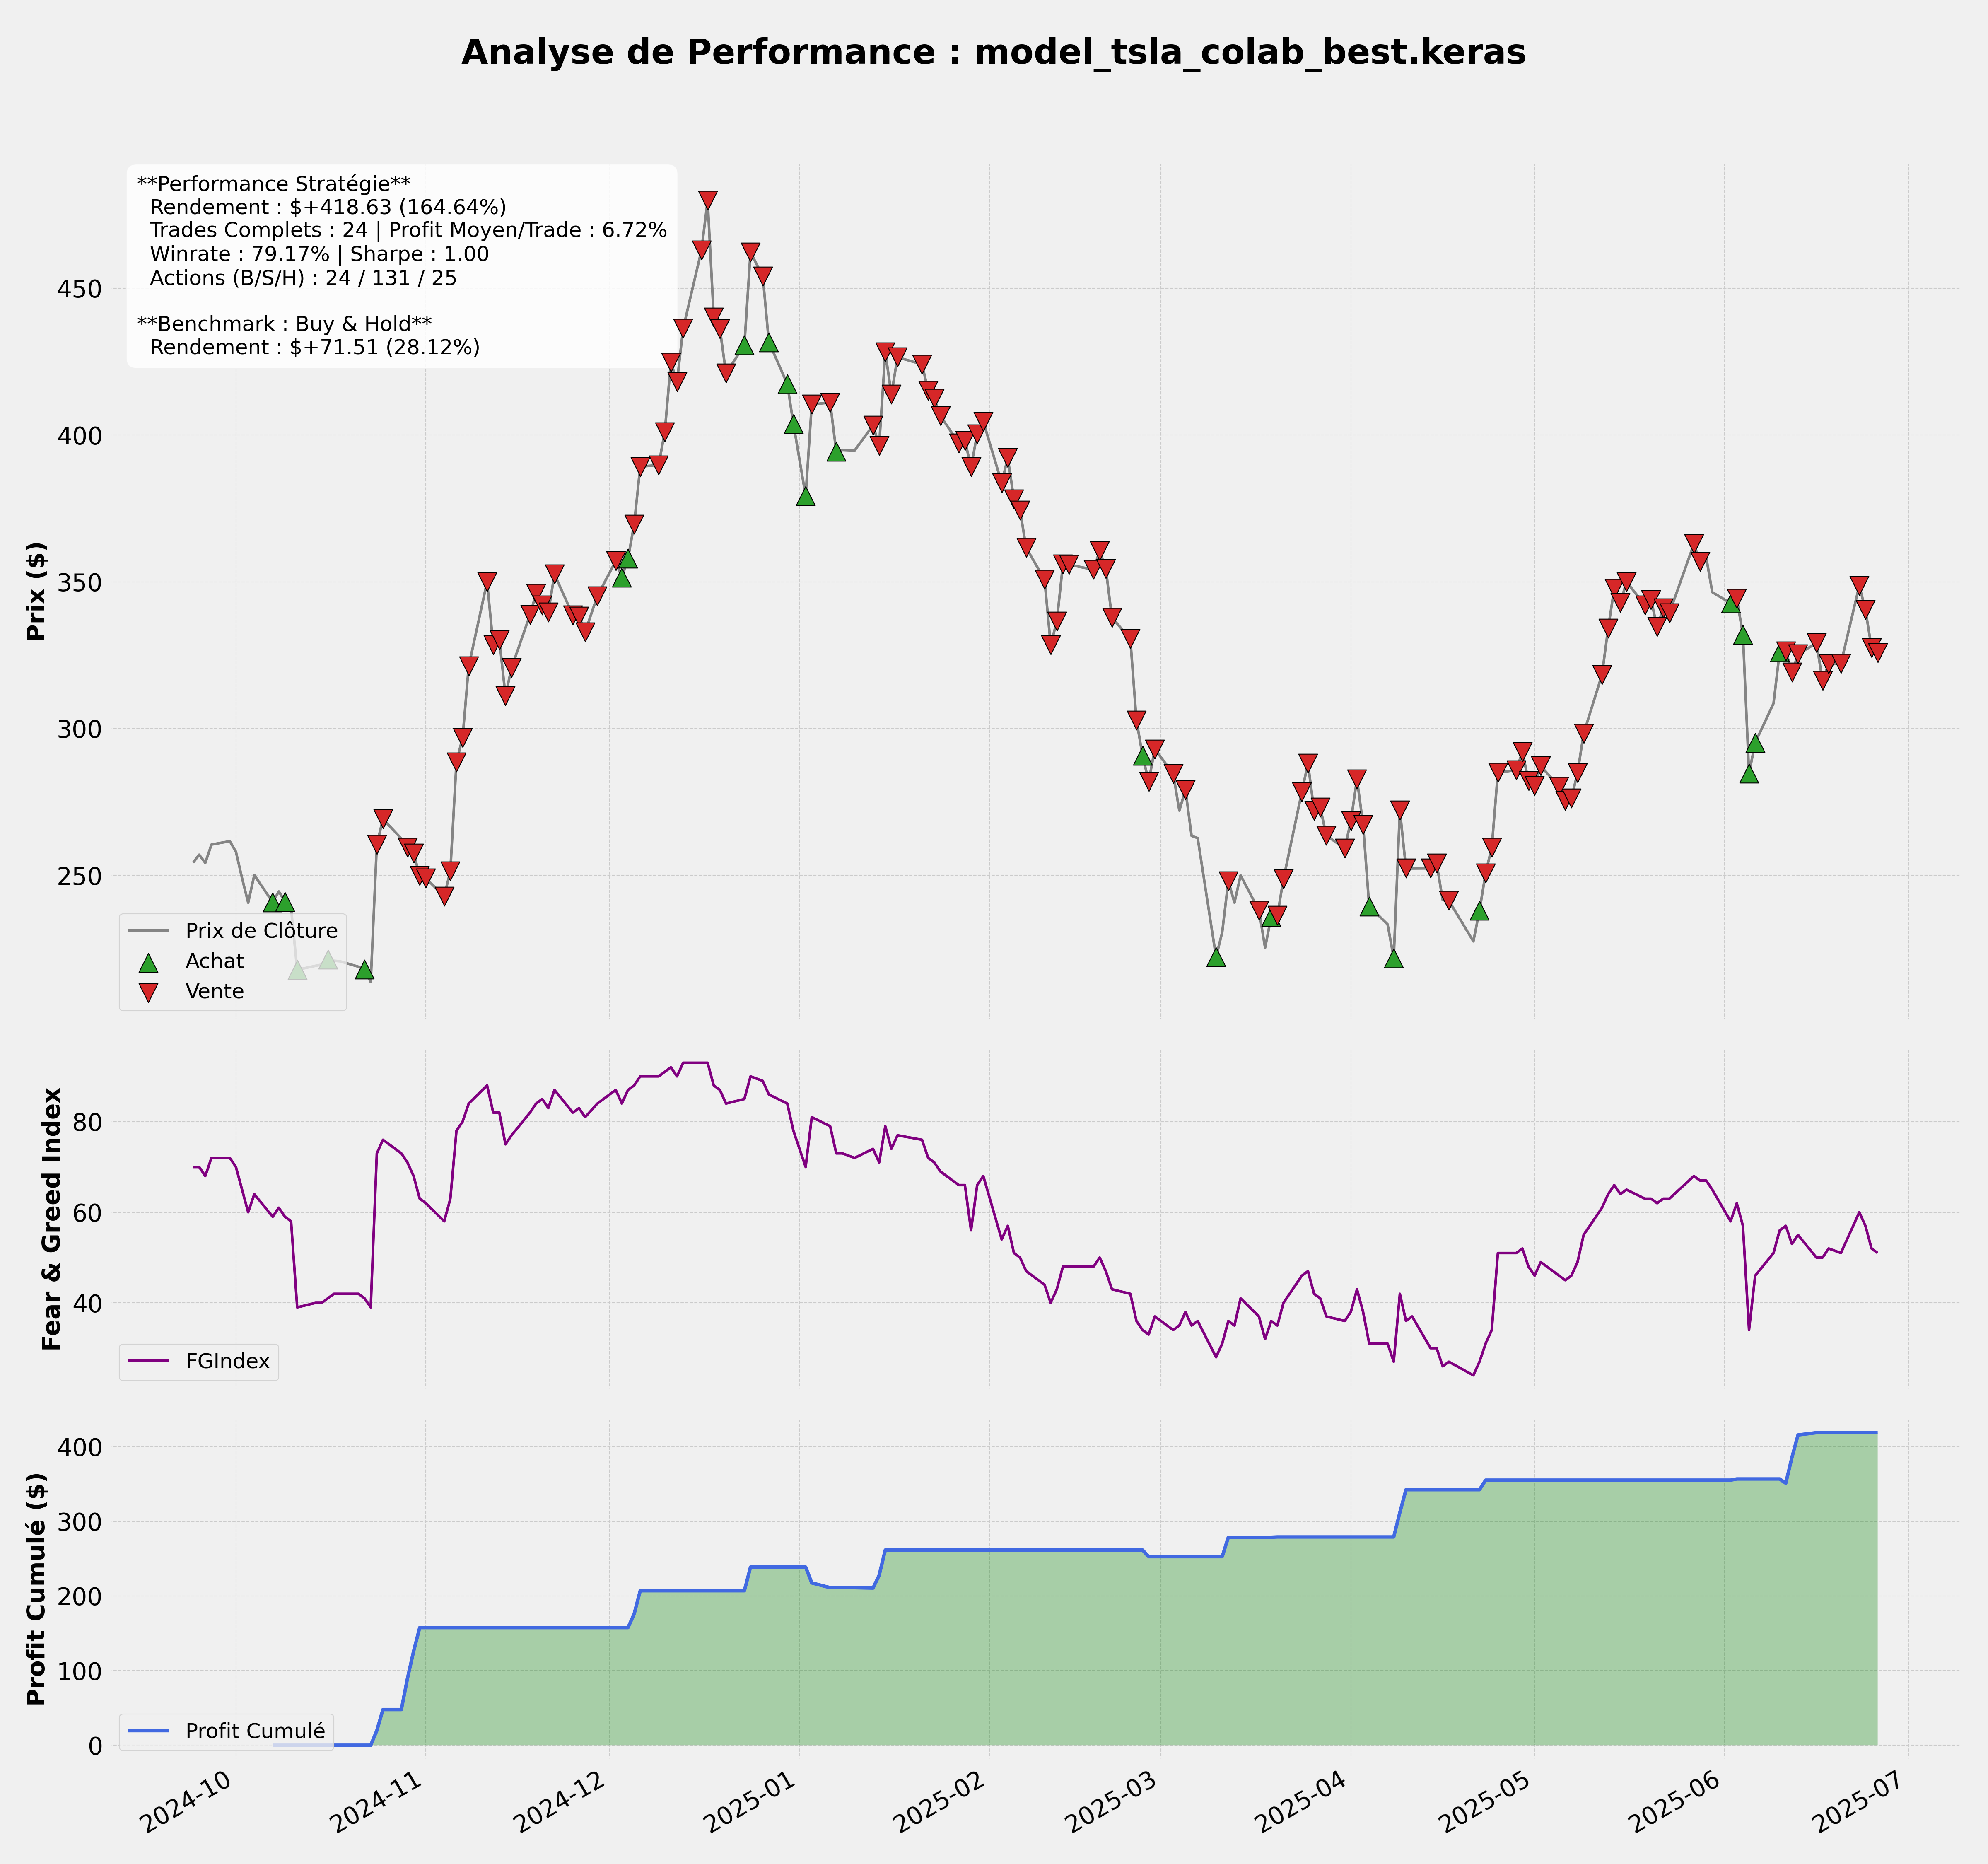 Analyse de Performance : model_tsla_colab_best.keras
**Performance Stratégie**
Rendement : $+418.63 (164.64%)
Trades Complets : 24 | Profit Moyen/Trade : 6.72%
Winrate : 79.17% | Sharpe : 1.00
Actions (B/S/H) : 24 / 131 / 25
**Benchmark : Buy & Hold**
Rendement : $+71.51 (28.12%)
Prix ($)
450
400
350
300
250
Prix de Clôture
Achat
Vente
Fear & Greed Index
80
60
40
FGIndex
Profit Cumulé ($)
400
300
200
100
0
Profit Cumulé
2024-10
2024-11
2024-12
2025-01
2025-02
2025-03
2025-04
2025-05
2025-06
2025-07